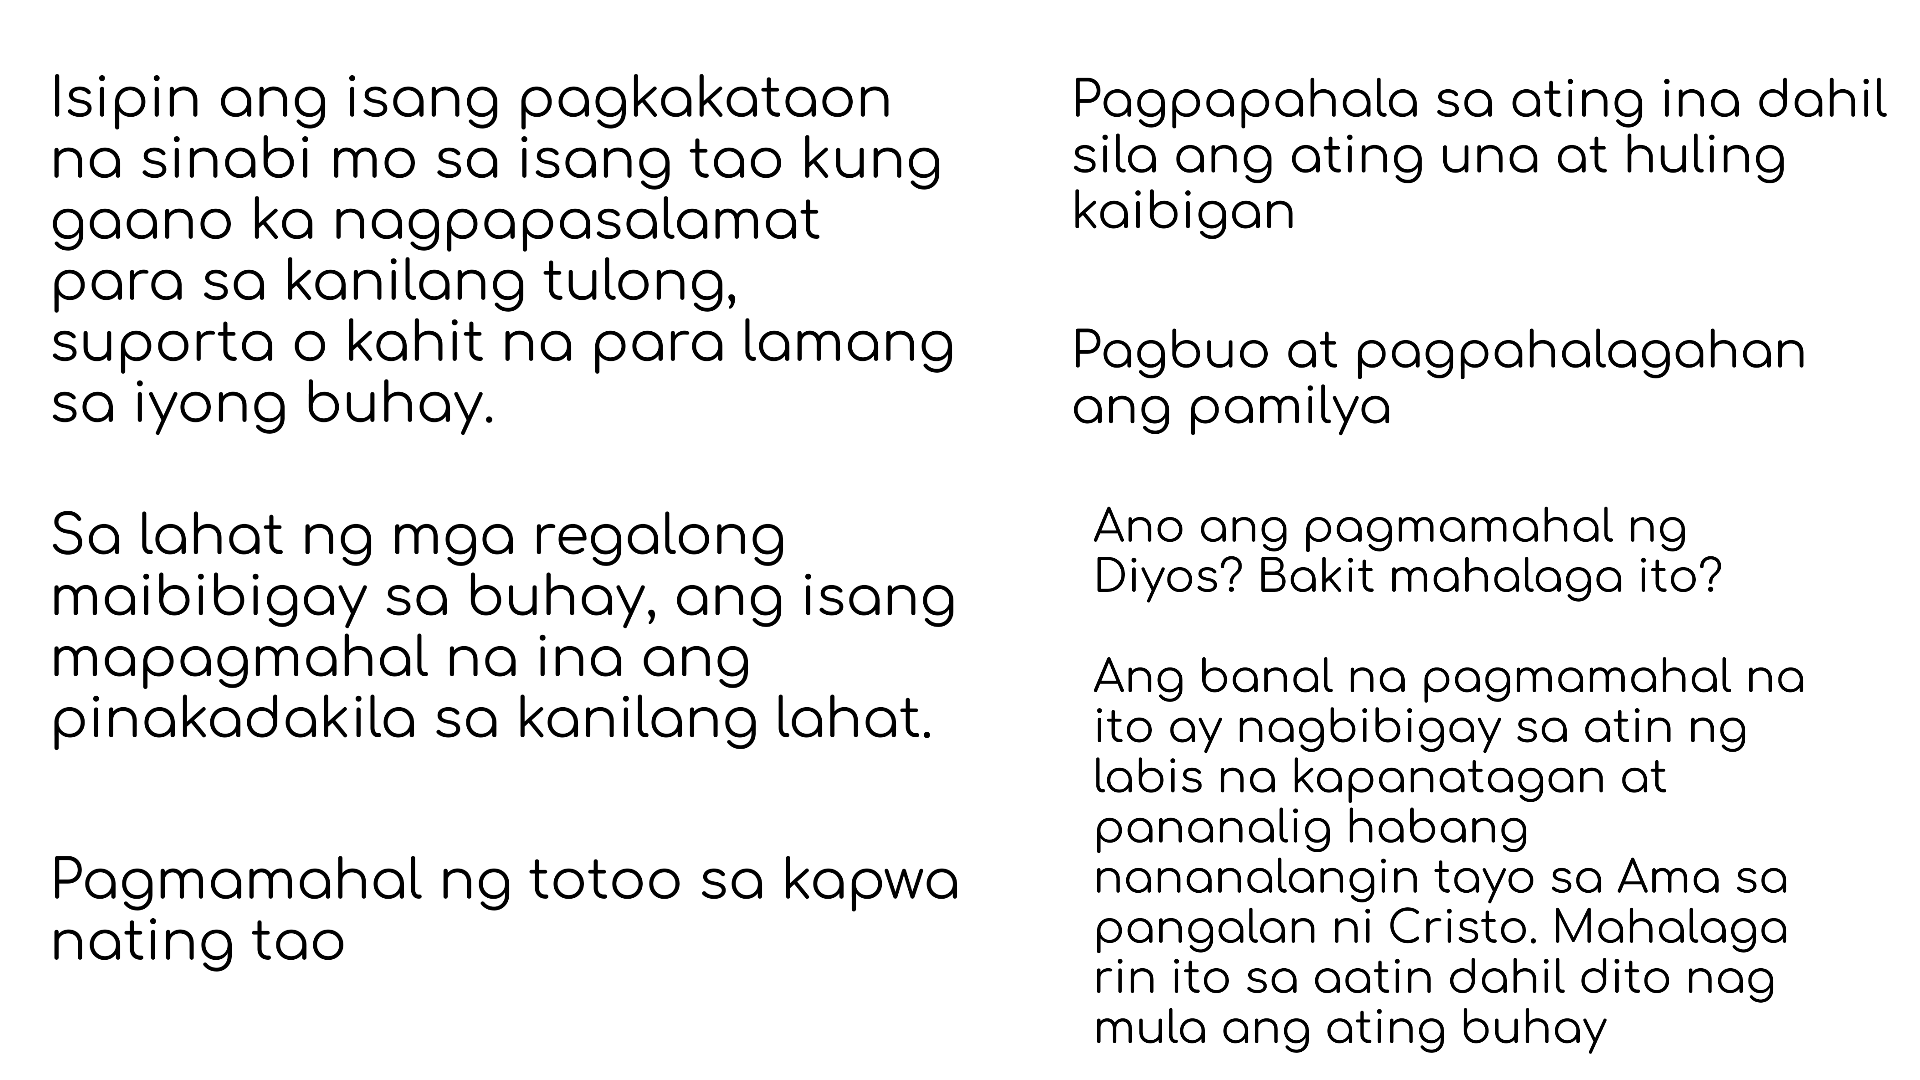 Isipin ang isang pagkakataon
na sinabi mo sa isang tao kung
gaano ka nagpapasalamat
para sa kanilang tulong,
suporta o kahit na para lamang
sa iyong buhay.
Sa lahat ng mga regalong
maibibigay sa buhay, ang isang
mapagmahal na ina ang
pinakadakila sa kanilang lahat.
Pagmamahal ng totoo sa kapwa
nating tao
Pagpapahala sa ating ina dahil
sila ang ating una at huling
kaibigan
Pagbuo at pagpahalagahan
ang pamilya
Ano ang pagmamahal ng
Diyos? Bakit mahalaga ito?
Ang banal na pagmamahal na
ito ay nagbibigay sa atin ng
labis na kapanatagan at
pananalig habang
nananalangin tayo sa Ama sa
pangalan ni Cristo. Mahalaga
rin ito sa aatin dahil dito nag
mula ang ating buhay